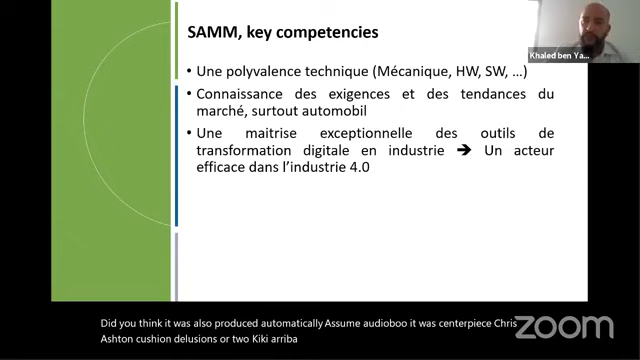 SAMM, key competencies
• Une polyvalence technique (Mécanique, HW, SW, …)
• Connaissance des exigences et des tendances du
marché, surtout automobil
• Une maitrise exceptionnelle des outils de
transformation digitale en industrie ➔ Un acteur
efficace dans l’industrie 4.0
Khaled ben Ya...
Did you think it was also produced automatically Assume audioboo it was centerpiece Chris
Ashton cushion delusions or two Kiki arriba
zoom